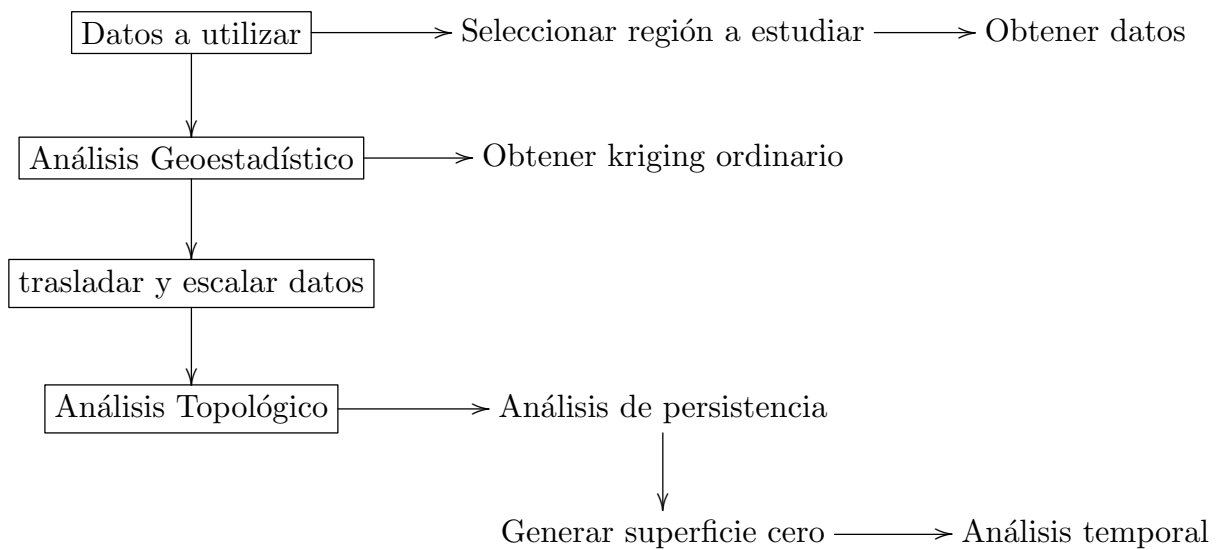 Datos a utilizar
Seleccionar región a estudiar
Obtener datos
Análisis Geoestadístico
Obtener kriging ordinario
trasladar y escalar datos
Análisis Topológico
Análisis de persistencia
Generar superficie cero
Análisis temporal